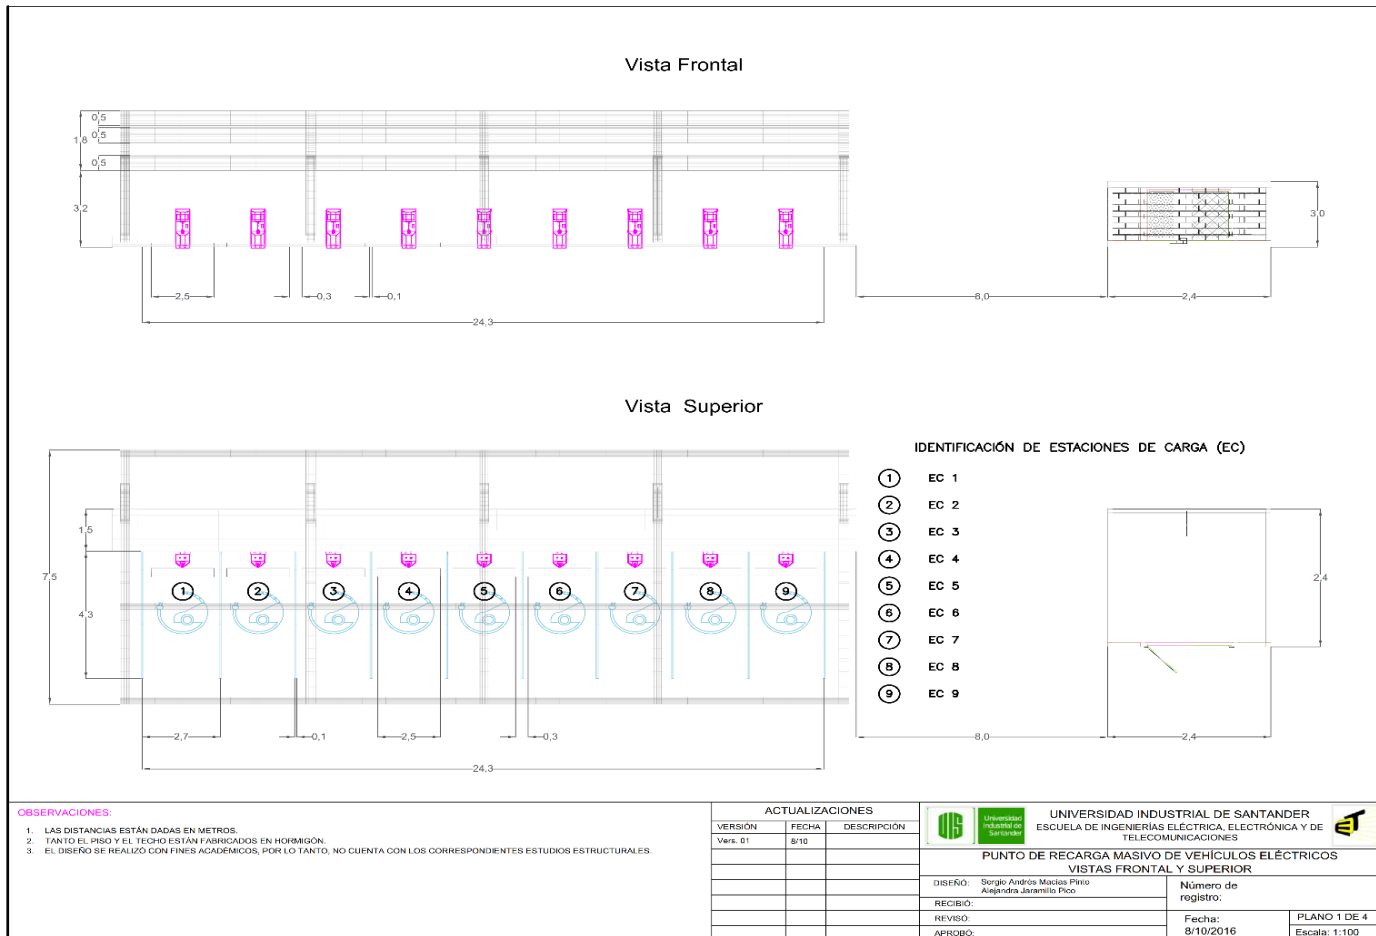 Vista Frontal
0,5
0,5
1,8
0,5
3,2
3,0
2,5
0,3
0,1
8,0
2,4
24,3
Vista Superior
IDENTIFICACIÓN DE ESTACIONES DE CARGA (EC)
1 EC 1
2 EC 2
3 EC 3
4 EC 4
5 EC 5
6 EC 6
7 EC 7
8 EC 8
9 EC 9
1,5
7,5
4,3
1 2 3 4 5 6 7 8 9
2,4
2,7
0,1
2,5
0,3
8,0
2,4
24,3
OBSERVACIONES:
1. LAS DISTANCIAS ESTÁN DADAS EN METROS.
2. TANTO EL PISO Y EL TECHO ESTÁN FABRICADOS EN HORMIGÓN.
3. EL DISEÑO SE REALIZÓ CON FINES ACADÉMICOS, POR LO TANTO, NO CUENTA CON LOS CORRESPONDIENTES ESTUDIOS ESTRUCTURALES.
ACTUALIZACIONES
VERSIÓN FECHA DESCRIPCIÓN
Vers. 01 8/10
Universidad
Industrial de
Santander
UNIVERSIDAD INDUSTRIAL DE SANTANDER
ESCUELA DE INGENIERÍAS ELÉCTRICA, ELECTRÓNICA Y DE
TELECOMUNICACIONES
PUNTO DE RECARGA MASIVO DE VEHÍCULOS ELÉCTRICOS
VISTAS FRONTAL Y SUPERIOR
DISEÑO: Sergio Andrés Macias Pinto
Alejandra Jaramillo Pico
RECIBIÓ:
REVISÓ:
APROBÓ:
Número de
registro:
Fecha:
8/10/2016
PLANO 1 DE 4
Escala: 1:100